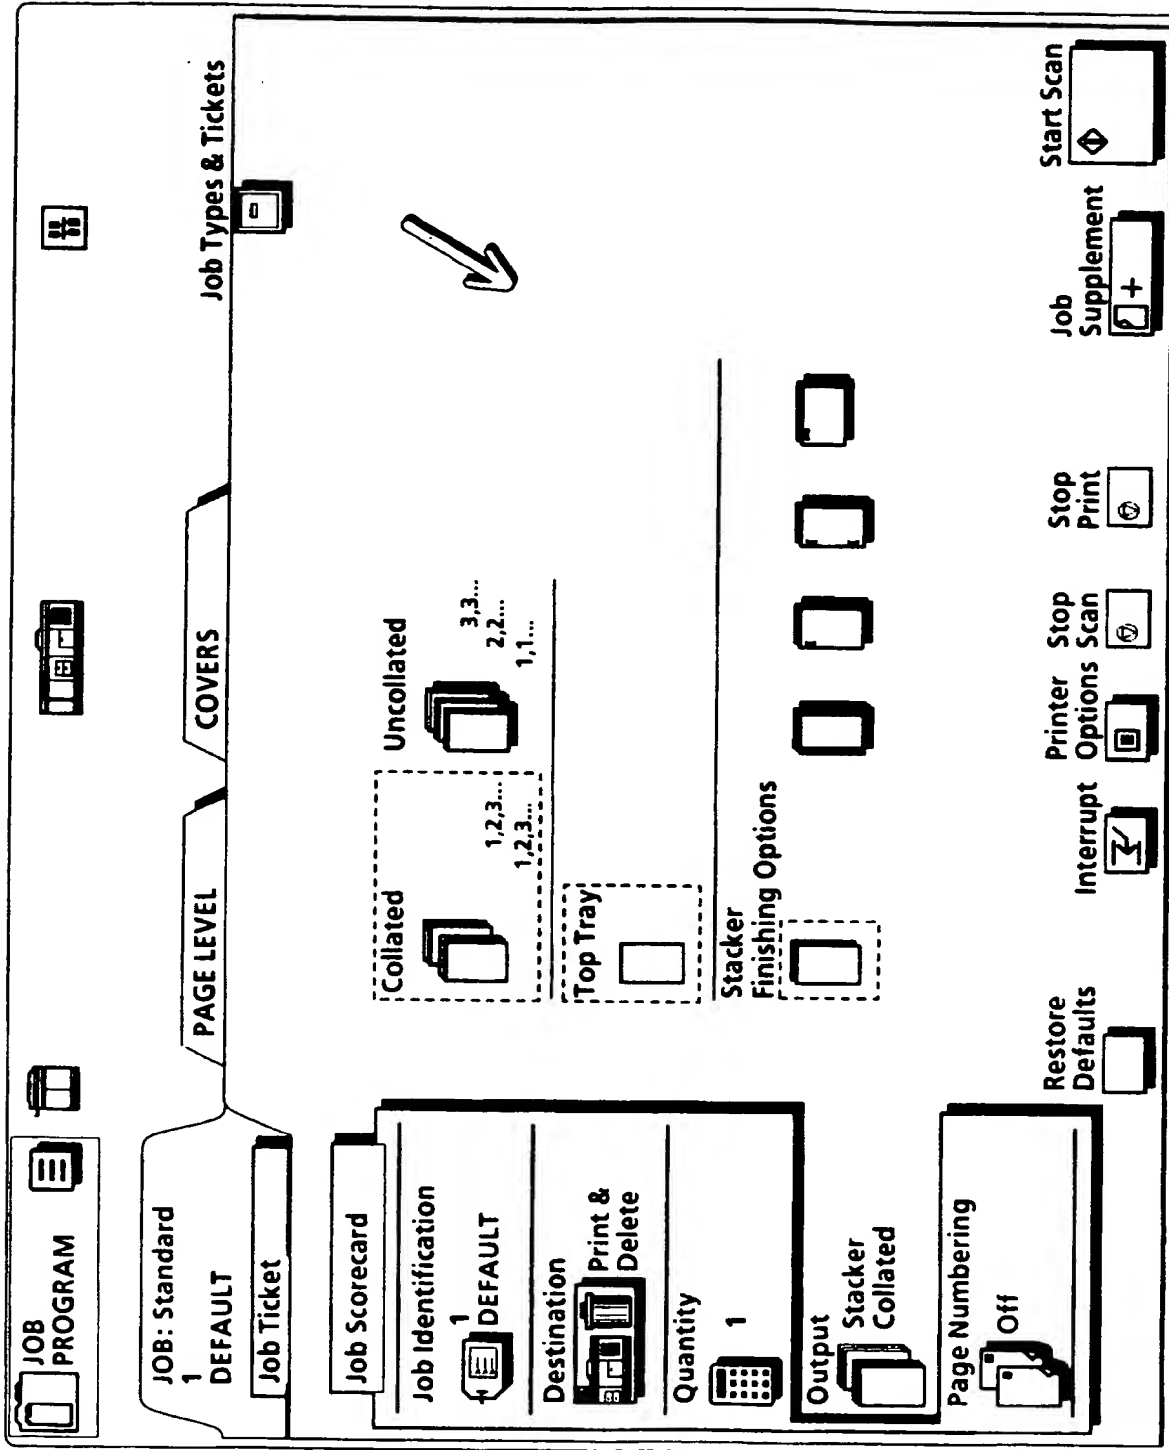 JOB
PROGRAM
JOB: Standard
1
DEFAULT
PAGE LEVEL
COVERS
Job Types & Tickets
Job Ticket
Job Scorecard
Job Identification
1
DEFAULT
Destination
Print &
Delete
Quantity
1
Output
Stacker
Collated
Page Numbering
Off
Collated
1,2,3...
1,2,3...
Uncollated
3,3...
2,2...
1,1...
Top Tray
Stacker
Finishing Options
Restore
Defaults
Interrupt
Printer
Options
Stop
Scan
Stop
Print
Job
Supplement
+
Start Scan